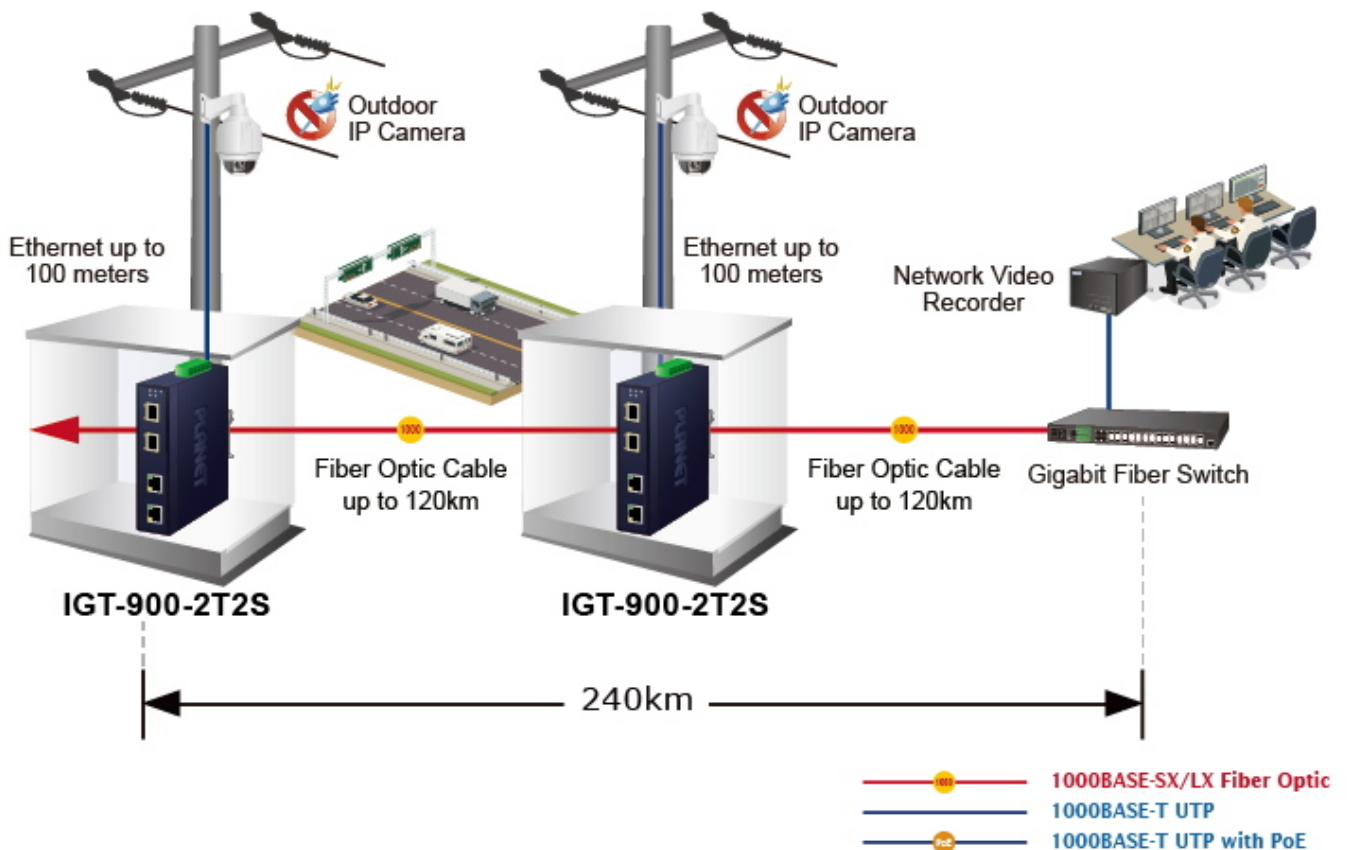 Outdoor
IP Camera
Outdoor
IP Camera
Ethernet up to
100 meters
Ethernet up to
100 meters
Network Video
Recorder
PLANET
PLANET
1000
1000
Fiber Optic Cable
up to 120km
Fiber Optic Cable
up to 120km
Gigabit Fiber Switch
IGT-900-2T2S
IGT-900-2T2S
240km
1000
1000BASE-SX/LX Fiber Optic
1000BASE-T UTP
PoE
1000BASE-T UTP with PoE